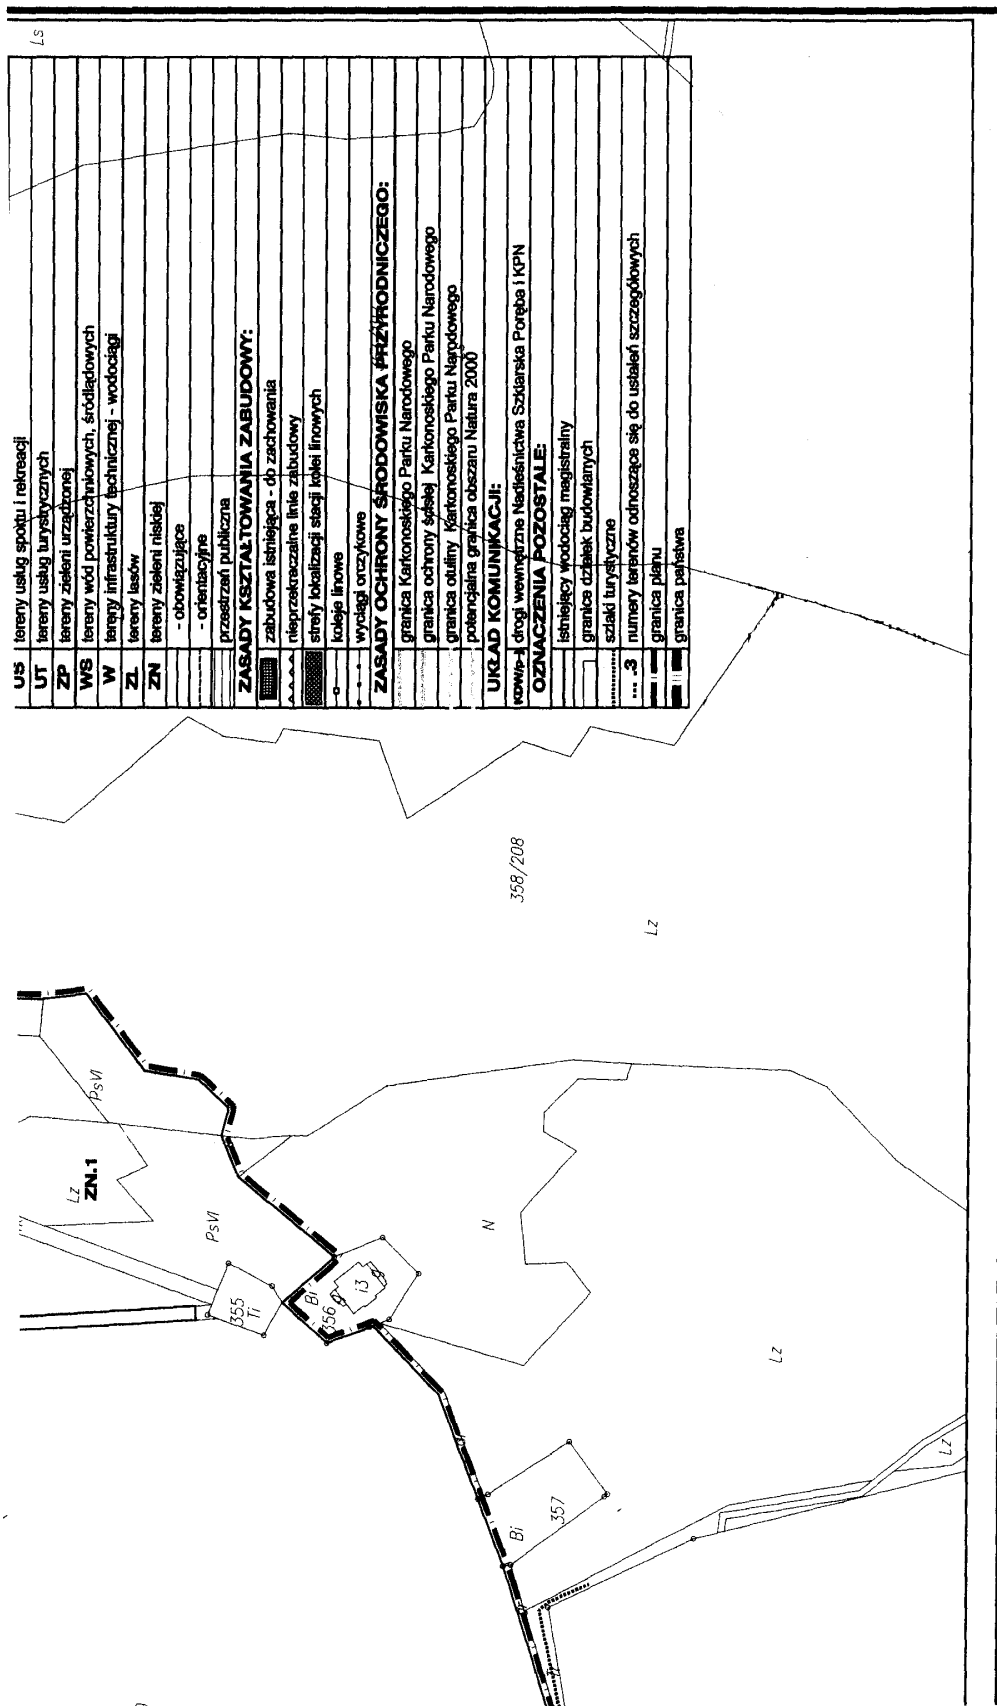 US tereny usług sportu i rekreacji
UT tereny usług turystycznych
ZP tereny zieleni urządzonej
WS tereny wód powierzchniowych, śródlądowych
W tereny infrastruktury technicznej - wodociągi
ZL tereny lasów
ZN tereny zieleni niskiej
- obowiązujące
- orientacyjne
przestrzeń publiczna
ZASADY KSZTAŁTOWANIA ZABUDOWY:
zabudowa istniejąca - do zachowania
nieprzekraczalne linie zabudowy
strefy lokalizacji stacji kolei linowych
koleje linowe
wyciągi orczykowe
ZASADY OCHRONY ŚRODOWISKA PRZYRODNICZEGO:
granica Karkonoskiego Parku Narodowego
granica ochrony ścisłej Karkonoskiego Parku Narodowego
granica otuliny Karkonoskiego Parku Narodowego
potencjalna granica obszaru Natura 2000
UKŁAD KOMUNIKACJI:
drogi wewnętrzne Nadleśnictwa Szklarska Poręba i KPN
OZNACZENIA POZOSTAŁE:
istniejący wodociąg magistralny
granice działek budowlanych
szlaki turystyczne
....3 numery terenów odnoszące się do ustaleń szczegółowych
granica planu
granica państwa
Ls
358/208
Lz
PsVI
Lz
ZN.1
PsVI
N
355
Ti
Bi
356
i3
Lz
Bi
357
Lz